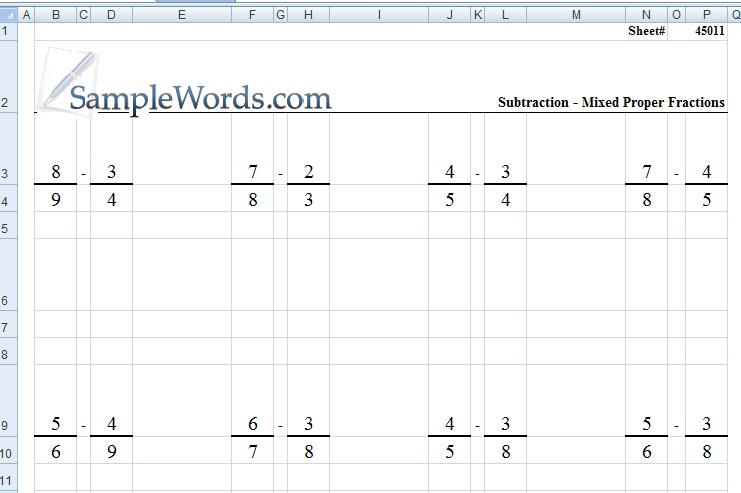 A B C D E F G H I J K L M N O P Q
1 Sheet# 45011
SampleWords.com
2 Subtraction - Mixed Proper Fractions
3 8 - 3 7 - 2 4 - 3 7 - 4
4 9 4 8 3 5 4 8 5
5
6
7
8
9 5 - 4 6 - 3 4 - 3 5 - 3
10 6 9 7 8 5 8 6 8
11